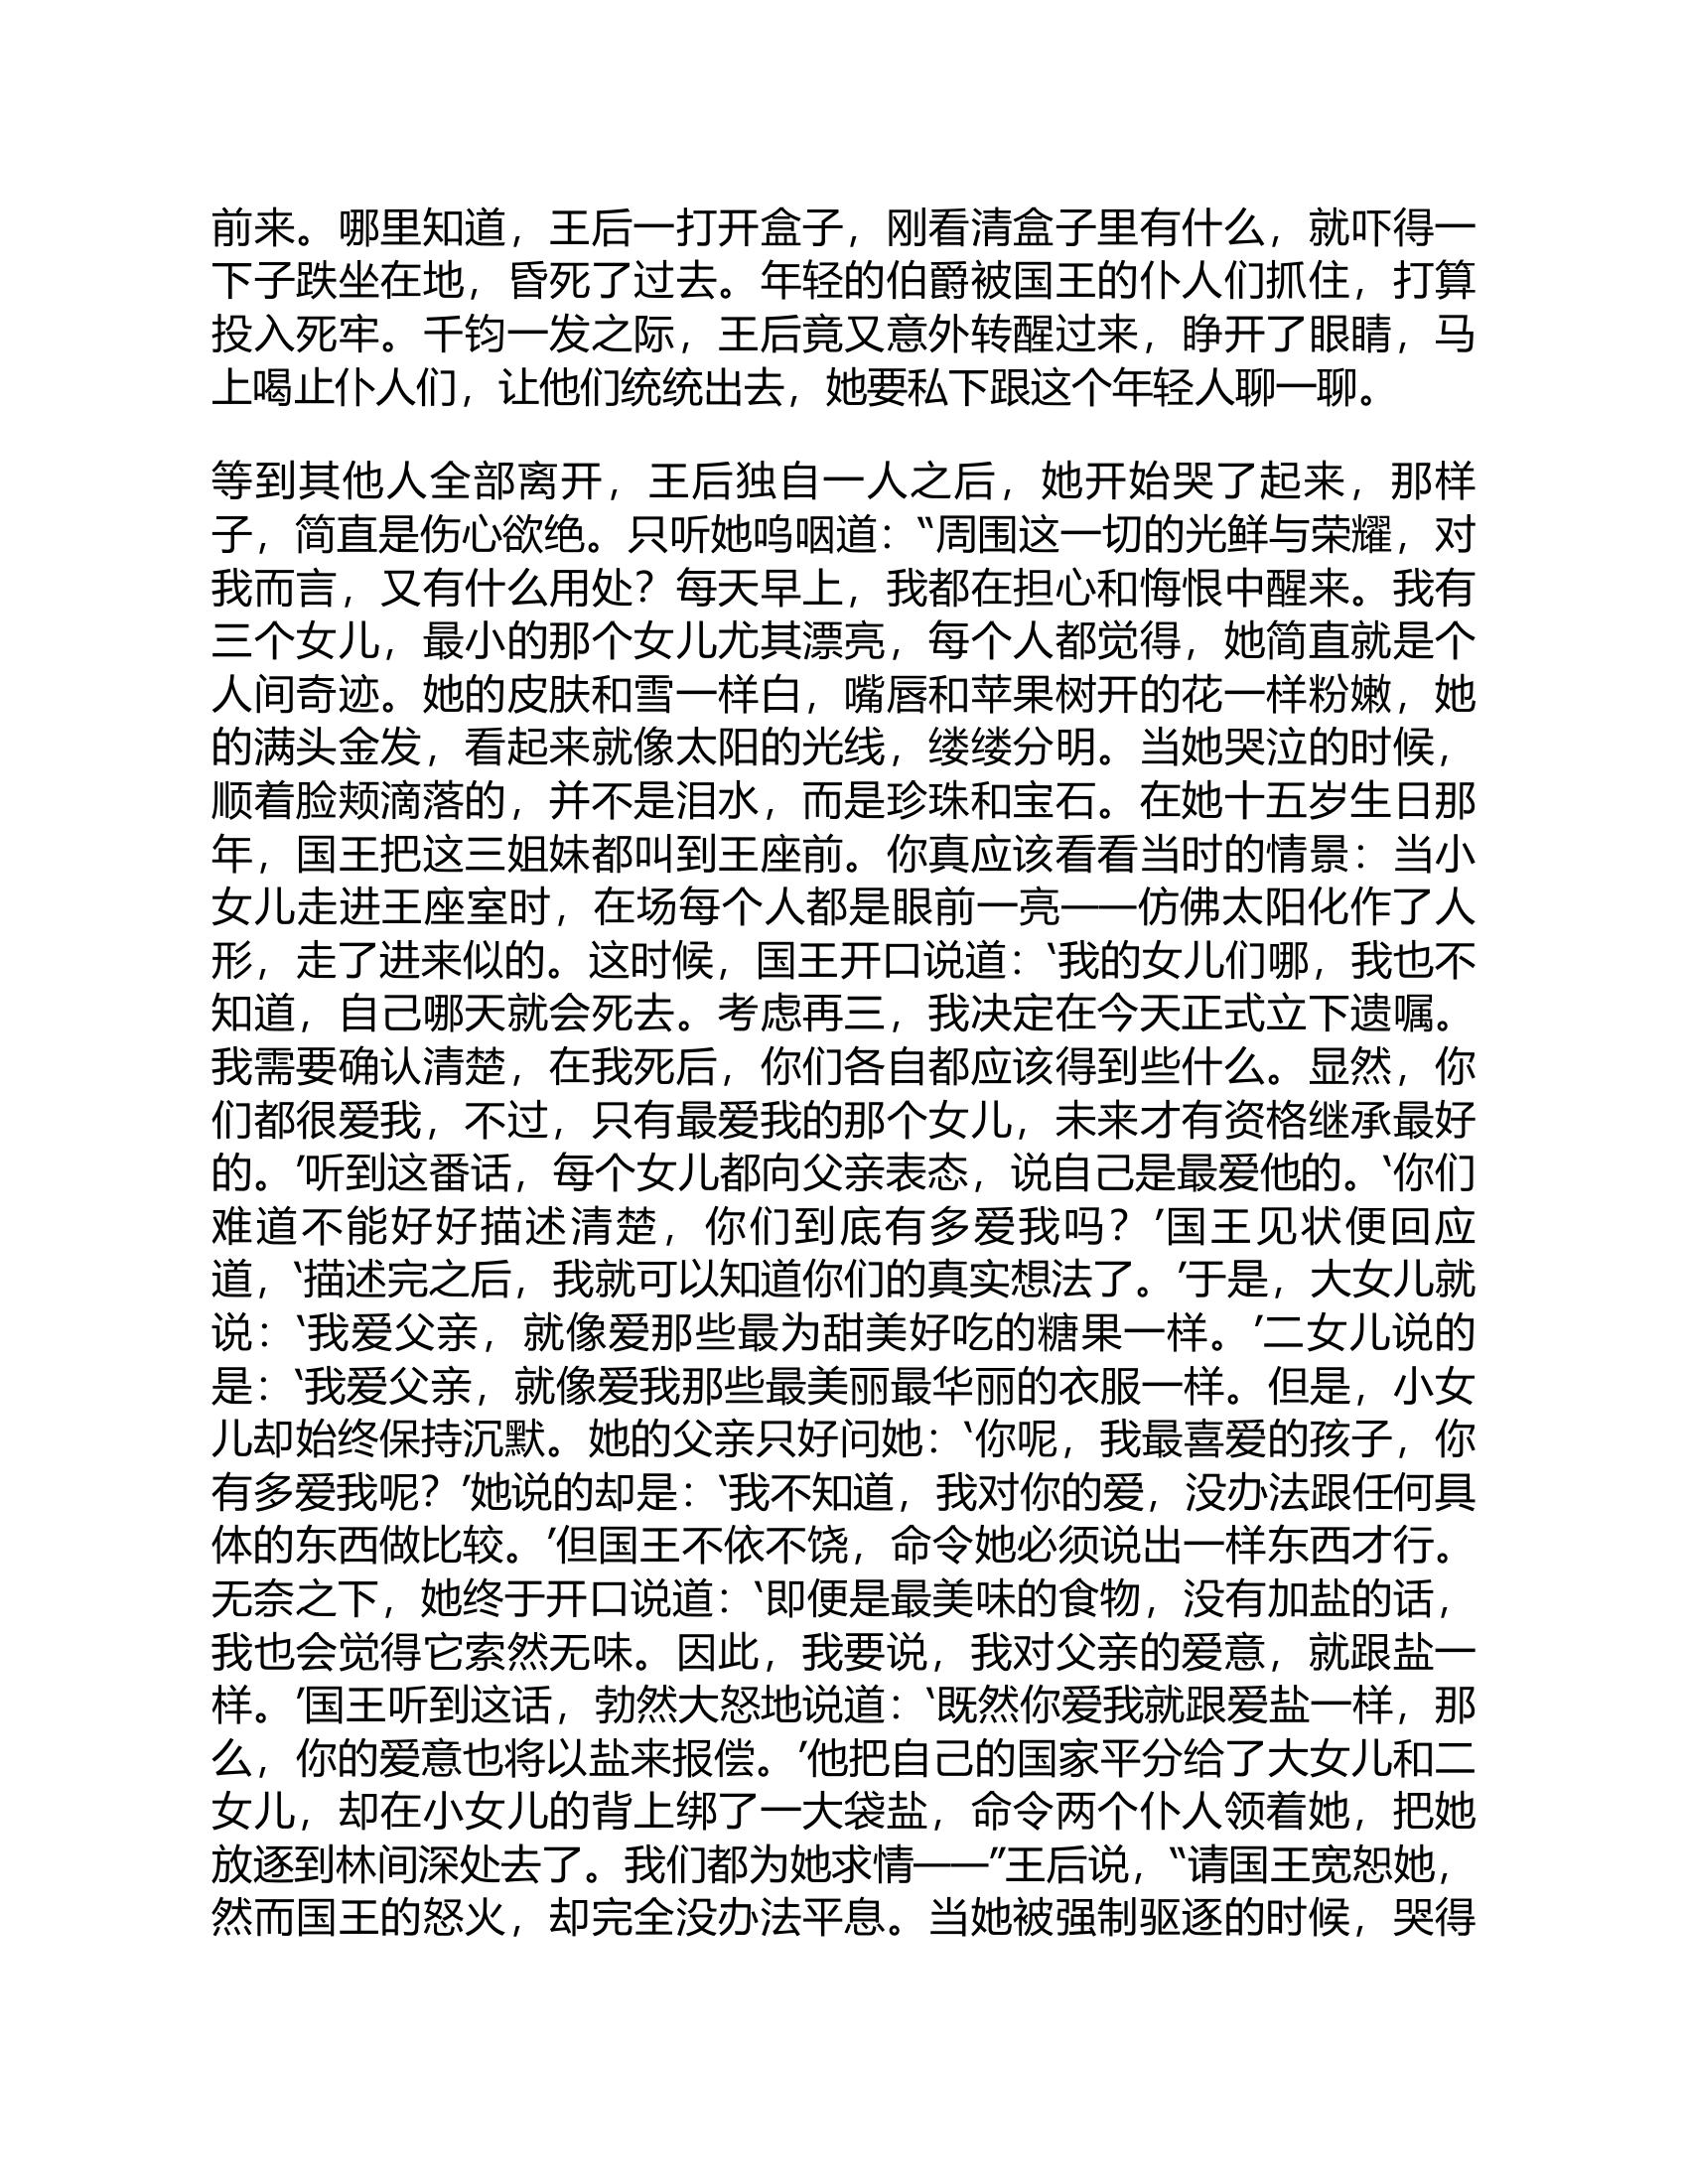 前来。哪里知道，王后一打开盒子，刚看清盒子里有什么，就吓得一
下子跌坐在地，昏死了过去。年轻的伯爵被国王的仆人们抓住，打算
投入死牢。千钧一发之际，王后竟又意外转醒过来，睁开了眼睛，马
上喝止仆人们，让他们统统出去，她要私下跟这个年轻人聊一聊。
等到其他人全部离开，王后独自一人之后，她开始哭了起来，那样
子，简直是伤心欲绝。只听她呜咽道：“周围这一切的光鲜与荣耀，对
我而言，又有什么用处？每天早上，我都在担心和悔恨中醒来。我有
三个女儿，最小的那个女儿尤其漂亮，每个人都觉得，她简直就是个
人间奇迹。她的皮肤和雪一样白，嘴唇和苹果树开的花一样粉嫩，她
的满头金发，看起来就像太阳的光线，缕缕分明。当她哭泣的时候，
顺着脸颊滴落的，并不是泪水，而是珍珠和宝石。在她十五岁生日那
年，国王把这三姐妹都叫到王座前。你真应该看看当时的情景：当小
女儿走进王座室时，在场每个人都是眼前一亮——仿佛太阳化作了人
形，走了进来似的。这时候，国王开口说道：‘我的女儿们哪，我也不
知道，自己哪天就会死去。考虑再三，我决定在今天正式立下遗嘱。
我需要确认清楚，在我死后，你们各自都应该得到些什么。显然，你
们都很爱我，不过，只有最爱我的那个女儿，未来才有资格继承最好
的。’听到这番话，每个女儿都向父亲表态，说自己是最爱他的。‘你们
难道不能好好描述清楚，你们到底有多爱我吗？’国王见状便回应
道，‘描述完之后，我就可以知道你们的真实想法了。’于是，大女儿就
说：‘我爱父亲，就像爱那些最为甜美好吃的糖果一样。’二女儿说的
是：‘我爱父亲，就像爱我那些最美丽最华丽的衣服一样。但是，小女
儿却始终保持沉默。她的父亲只好问她：‘你呢，我最喜爱的孩子，你
有多爱我呢？’她说的却是：‘我不知道，我对你的爱，没办法跟任何具
体的东西做比较。’但国王不依不饶，命令她必须说出一样东西才行。
无奈之下，她终于开口说道：‘即便是最美味的食物，没有加盐的话，
我也会觉得它索然无味。因此，我要说，我对父亲的爱意，就跟盐一
样。’国王听到这话，勃然大怒地说道：‘既然你爱我就跟爱盐一样，那
么，你的爱意也将以盐来报偿。’他把自己的国家平分给了大女儿和二
女儿，却在小女儿的背上绑了一大袋盐，命令两个仆人领着她，把她
放逐到林间深处去了。我们都为她求情——”王后说，“请国王宽恕她，
然而国王的怒火，却完全没办法平息。当她被强制驱逐的时候，哭得